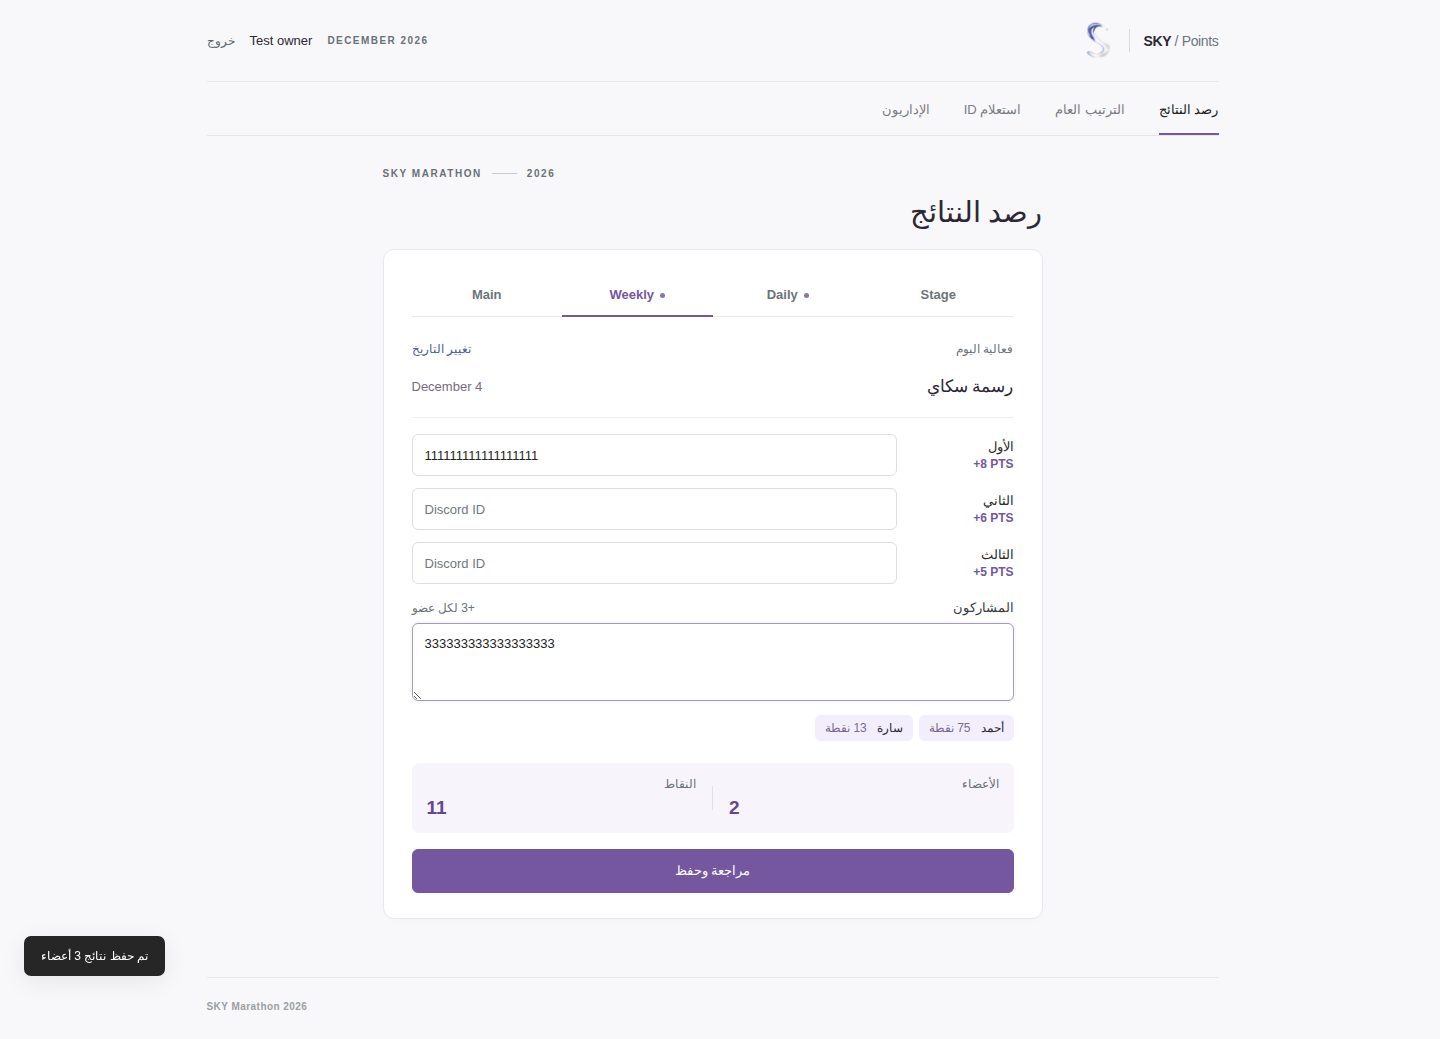 SKY / Points
DECEMBER 2026 Test owner خروج
رصد النتائج الترتيب العام استعلام ID الإداريون
SKY MARATHON 2026
رصد النتائج
Main Weekly Daily Stage
فعالية اليوم تغيير التاريخ
رسمة سكاي December 4
الأول 111111111111111111
+8 PTS
الثاني Discord ID
+6 PTS
الثالث Discord ID
+5 PTS
المشاركون +3 لكل عضو
333333333333333333
أحمد 75 نقطة سارة 13 نقطة
الأعضاء النقاط
2 11
مراجعة وحفظ
تم حفظ نتائج 3 أعضاء
SKY Marathon 2026